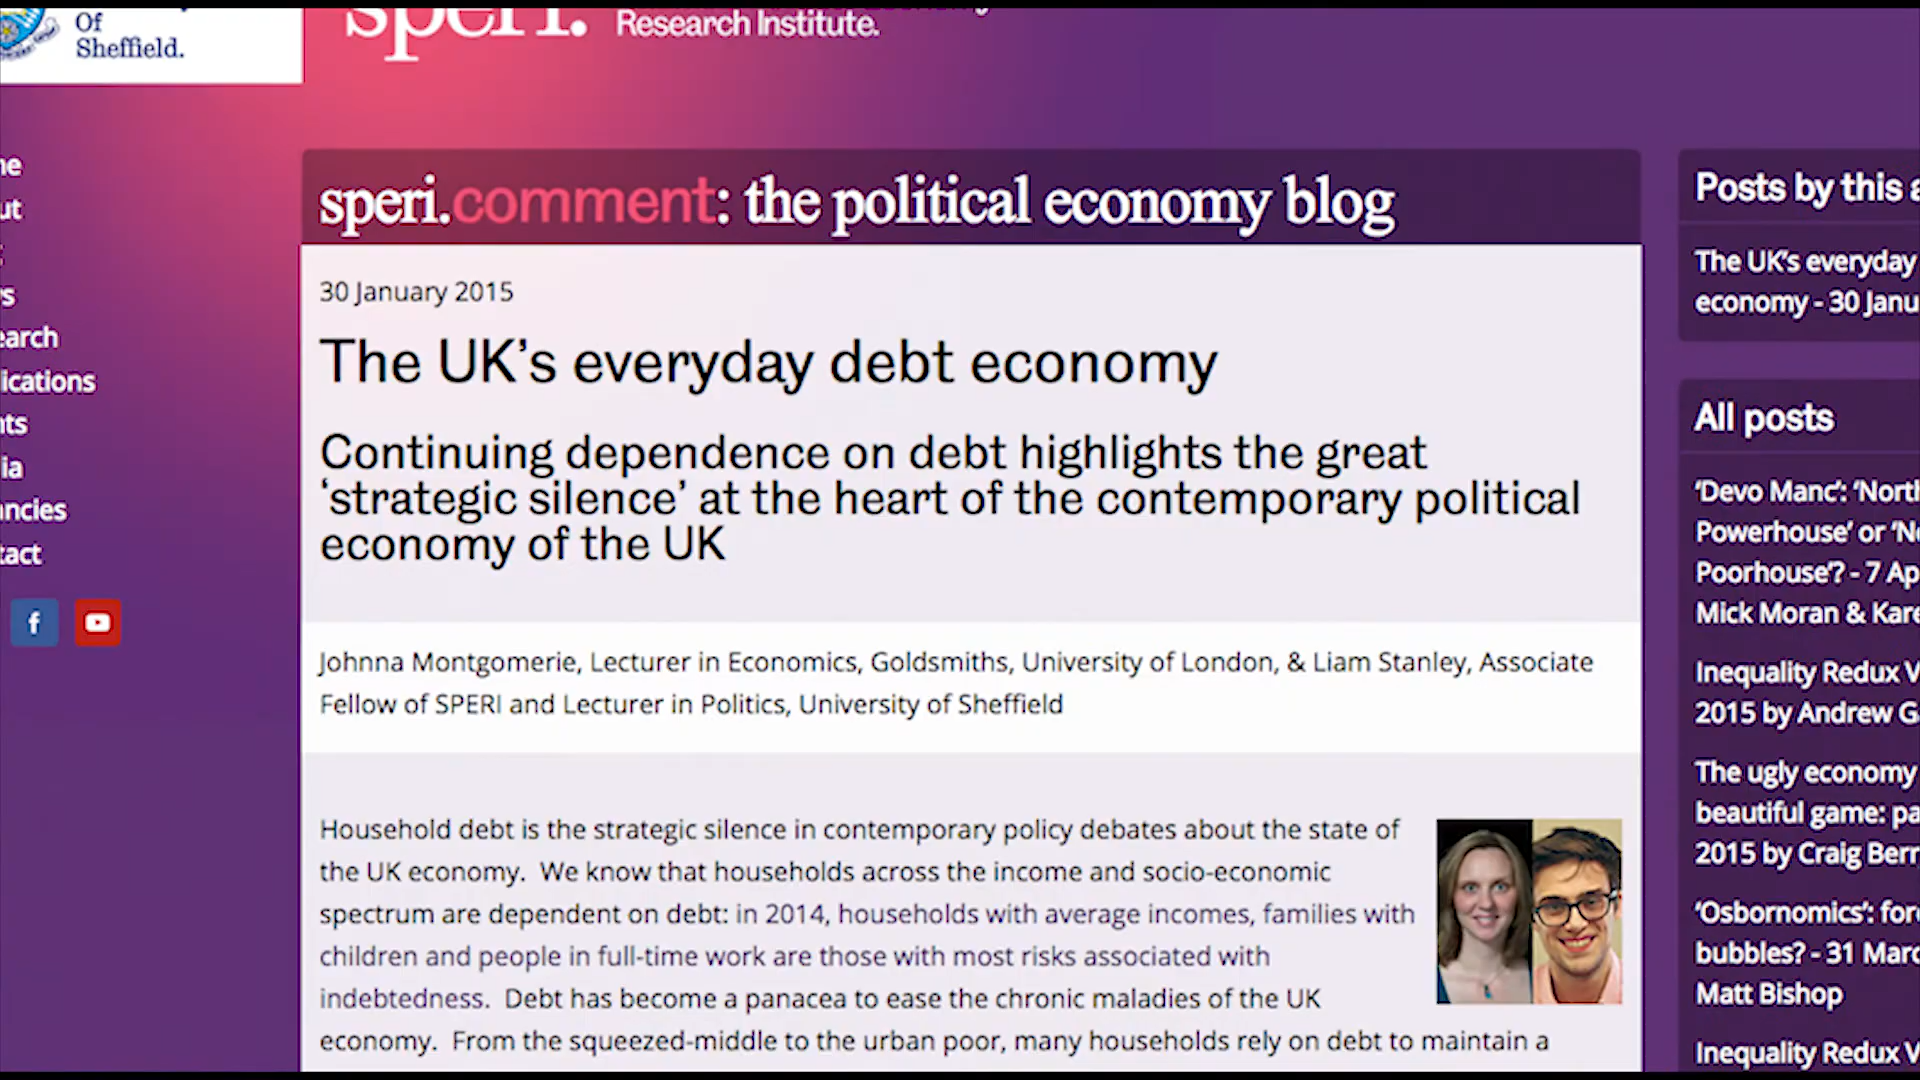 Of
Sheffield.
speri.
Research Institute.
speri.comment: the political economy blog
30 January 2015
The UK's everyday debt economy
Continuing dependence on debt highlights the great
‘strategic silence’ at the heart of the contemporary political
economy of the UK
Johnna Montgomerie, Lecturer in Economics, Goldsmiths, University of London, & Liam Stanley, Associate
Fellow of SPERI and Lecturer in Politics, University of Sheffield
Household debt is the strategic silence in contemporary policy debates about the state of
the UK economy. We know that households across the income and socio-economic
spectrum are dependent on debt: in 2014, households with average incomes, families with
children and people in full-time work are those with most risks associated with
indebtedness. Debt has become a panacea to ease the chronic maladies of the UK
economy. From the squeezed-middle to the urban poor, many households rely on debt to maintain a
Posts by this a
The UK's everyday
economy - 30 Janu
All posts
‘Devo Manc’: ‘North
Powerhouse’ or ‘No
Poorhouse’? - 7 Ap
Mick Moran & Kare
Inequality Redux V
2015 by Andrew G
The ugly economy
beautiful game: pa
2015 by Craig Berr
‘Osbornomics’: for
bubbles? - 31 Marc
Matt Bishop
Inequality Redux V